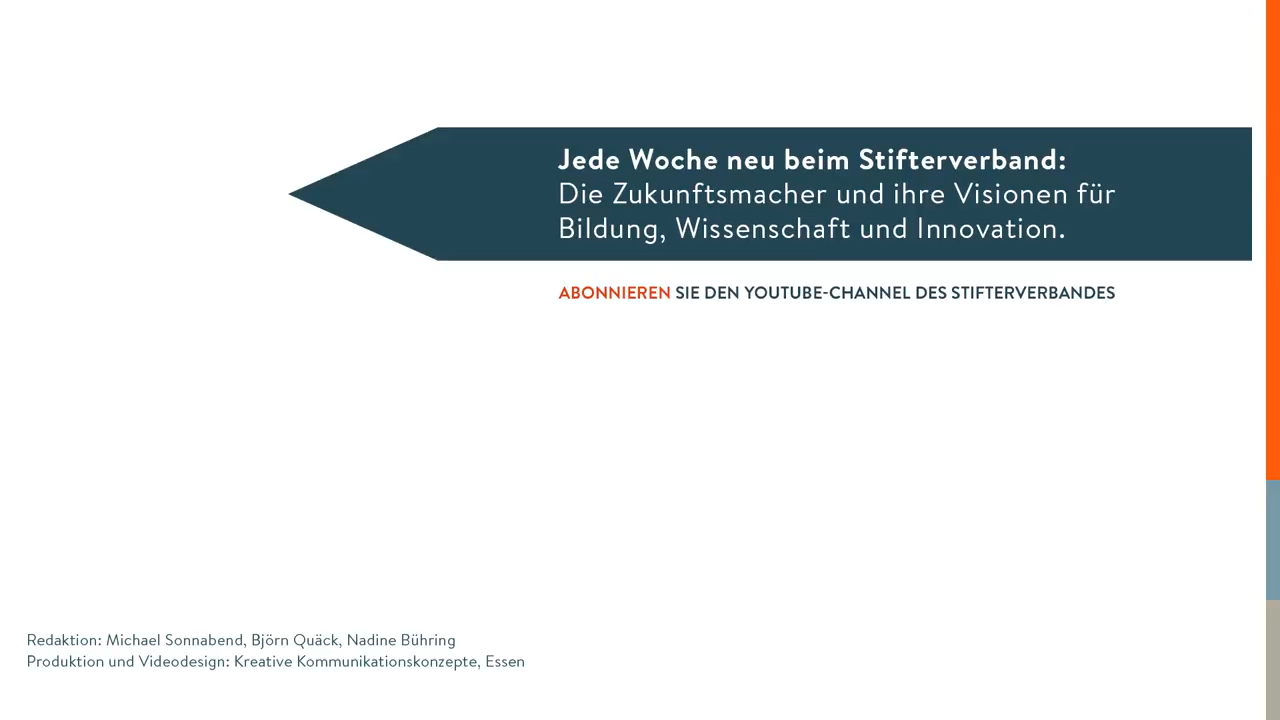 Jede Woche neu beim Stifterverband:
Die Zukunftsmacher und ihre Visionen für
Bildung, Wissenschaft und Innovation.
ABONNIEREN SIE DEN YOUTUBE-CHANNEL DES STIFTERVERBANDES
Redaktion: Michael Sonnabend, Björn Quäck, Nadine Bühring
Produktion und Videodesign: Kreative Kommunikationskonzepte, Essen